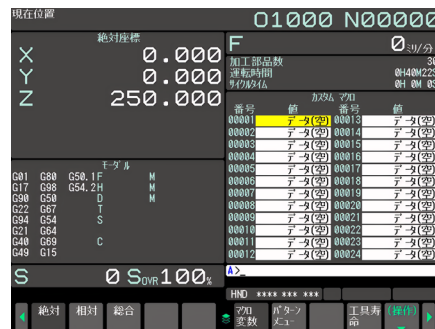 現在位置 O1000 N00000
絶対座標
X 0.000
Y 0.000
Z 250.000
F 0 ミリ/分
加工部品数 30
運転時間 0H40M22S
サイクルタイム 0H 0M 0S
カスタム マクロ
番号 値 番号 値
00001 データ(空) 00013 データ(空)
00002 データ(空) 00014 データ(空)
00003 データ(空) 00015 データ(空)
00004 データ(空) 00016 データ(空)
00005 データ(空) 00017 データ(空)
00006 データ(空) 00018 データ(空)
00007 データ(空) 00019 データ(空)
00008 データ(空) 00020 データ(空)
00009 データ(空) 00021 データ(空)
00010 データ(空) 00022 データ(空)
00011 データ(空) 00023 データ(空)
00012 データ(空) 00024 データ(空)
モーダル
G01 G80 G50.1 F M
G17 G98 G54.2 H M
G90 G50 D M
G22 G67 T
G94 G54 S
G21 G64
G40 G69 C
G49 G15
S 0 SOVR100%
A>_
HND **** *** ***
絶対 相対 総合
マクロ変数 パターンメニュー 工具寿命 (操作)